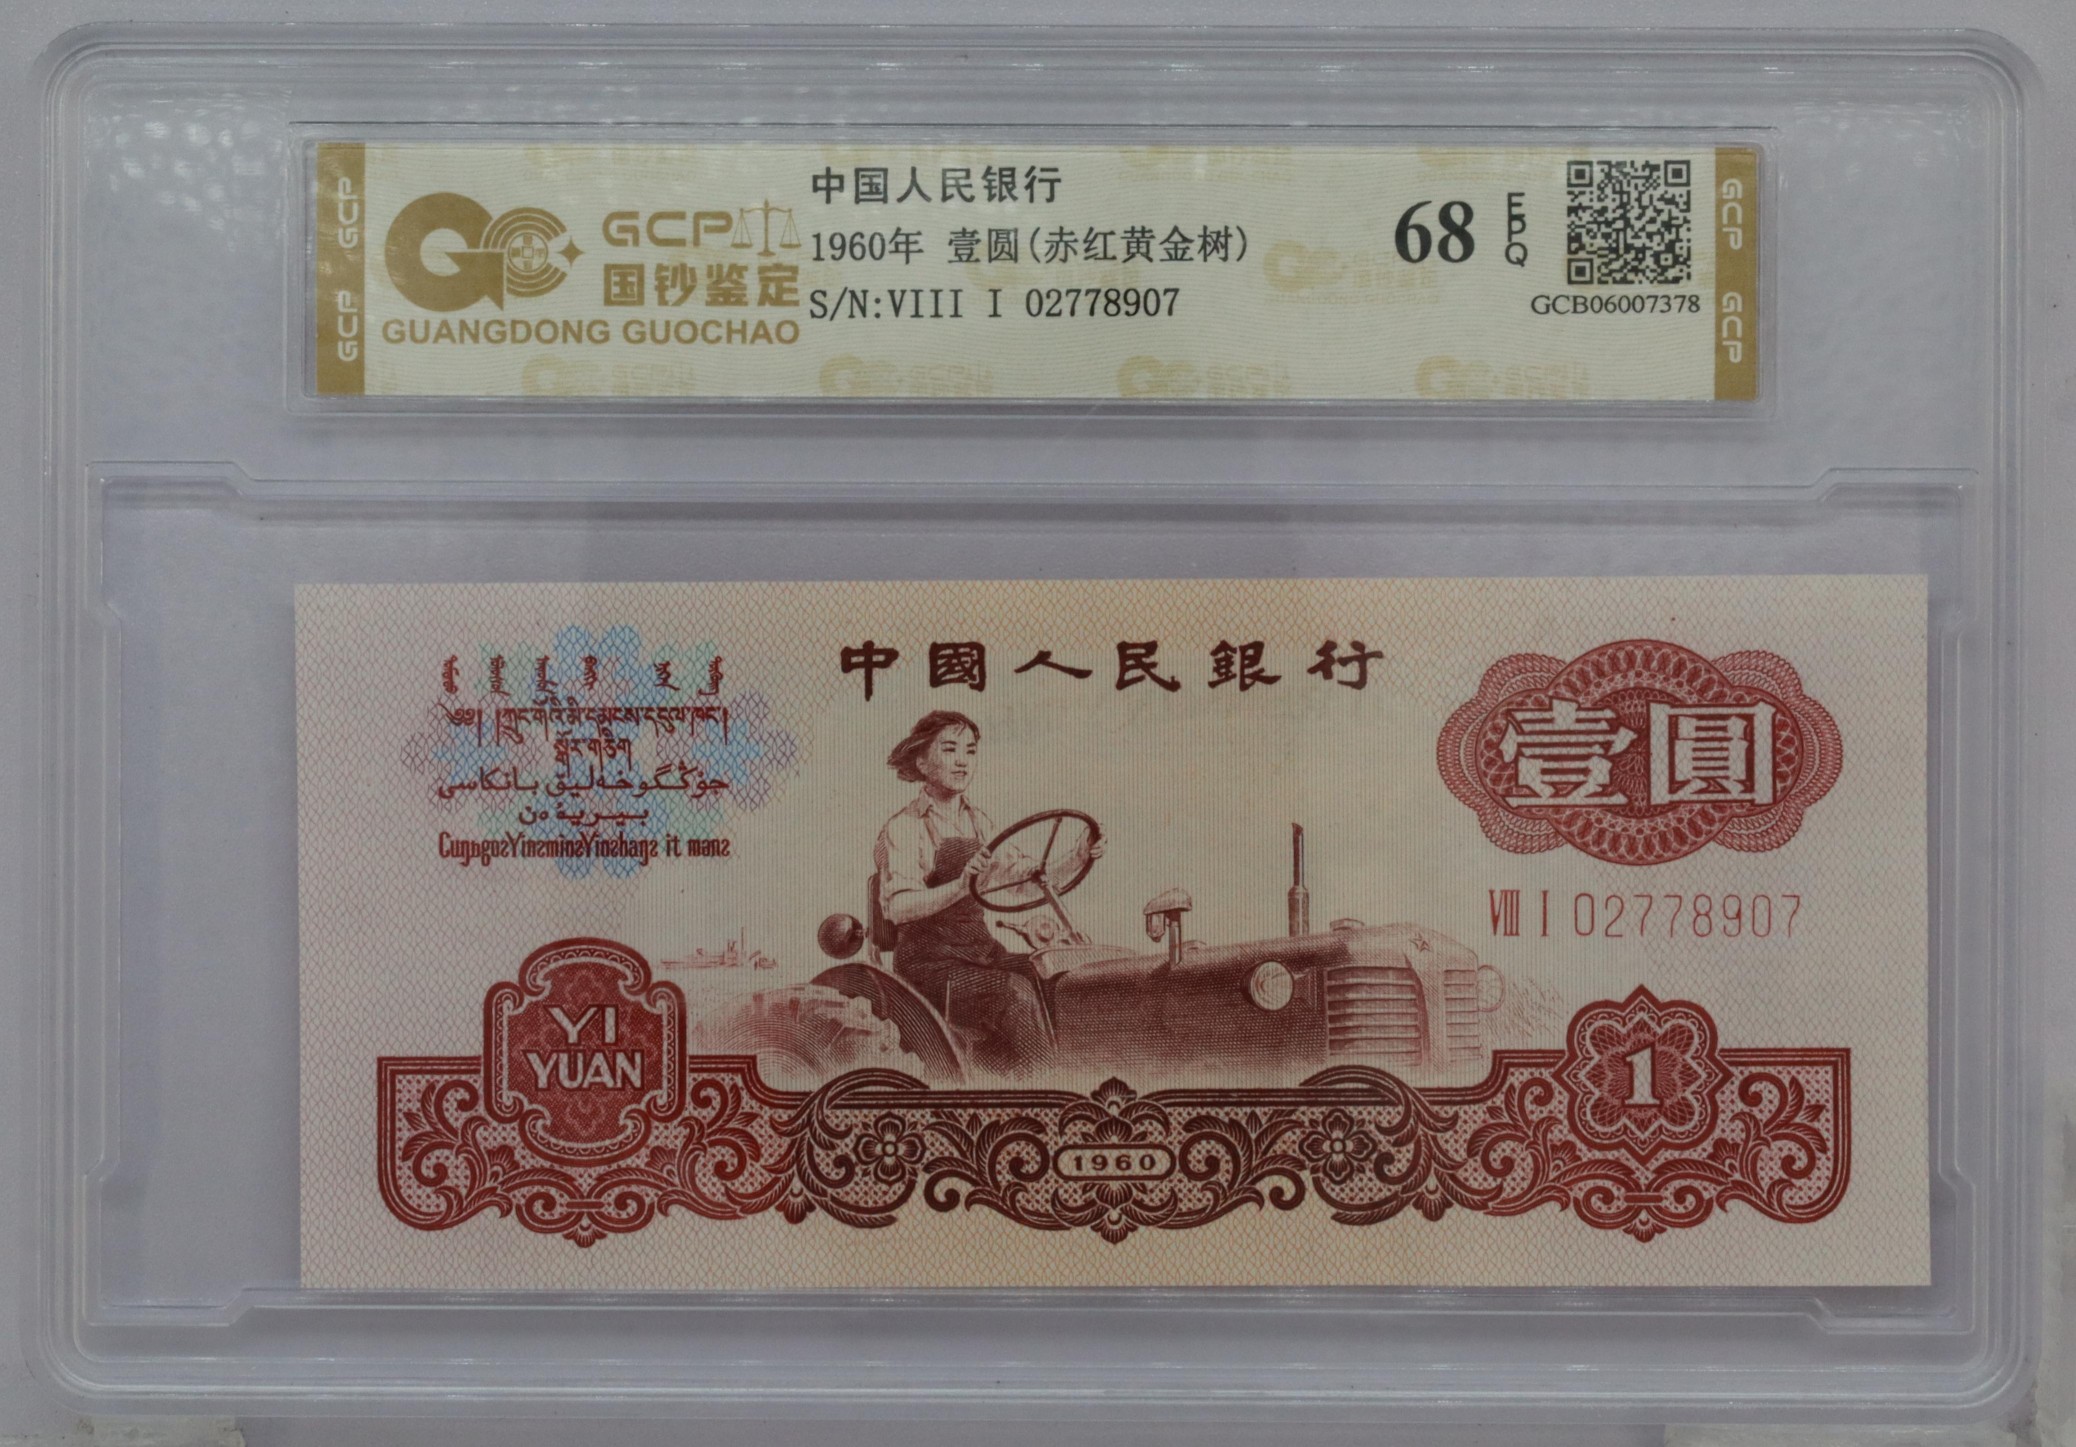 GCP
GCP
GCP
国钞鉴定
GUANGDONG GUOCHAO
中国人民银行
1960年 壹圆(赤红黄金树)
S/N:VIII I 02778907
68
EPQ
GCB06007378
GCP
GCP
中國人民銀行
壹圓
VIII I 02778907
YI
YUAN
1960
1